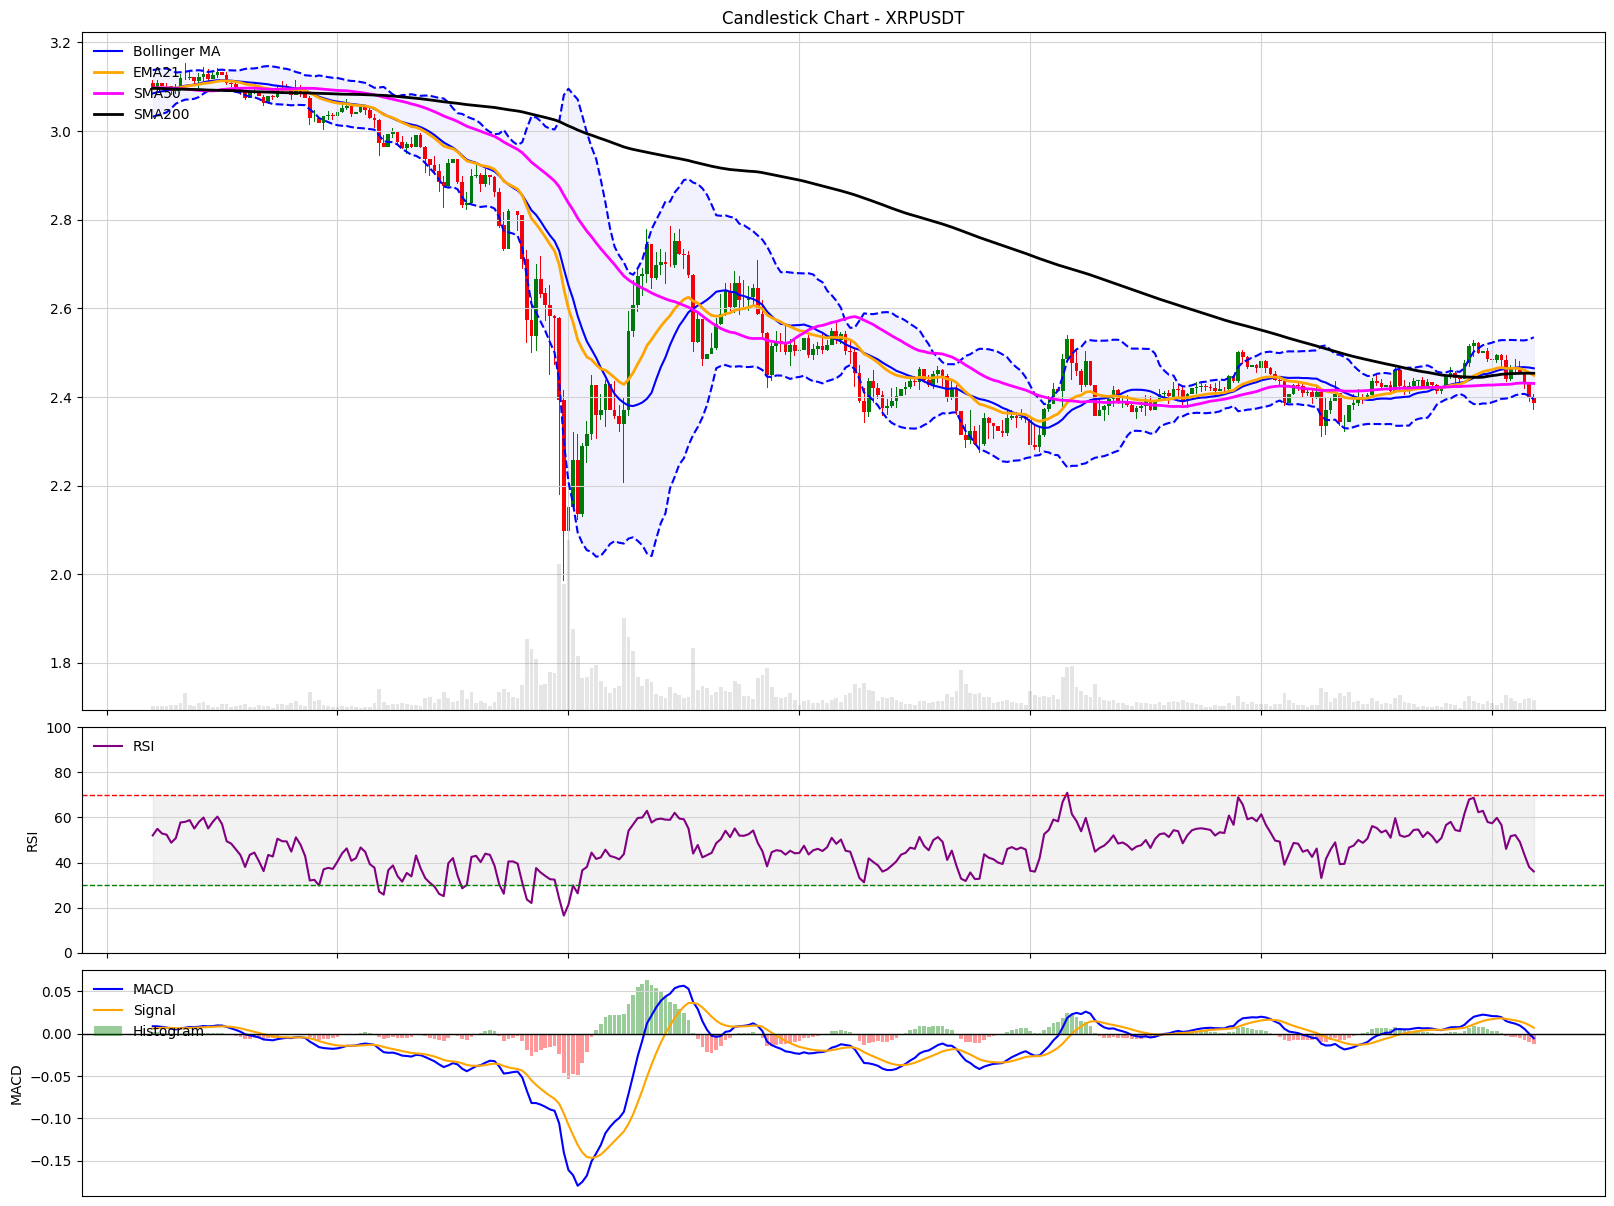 Candlestick Chart - XRPUSDT
3.2
3.0
2.8
2.6
2.4
2.2
2.0
1.8
Bollinger MA
EMA21
SMA50
SMA200
100
80
60
40
20
0
RSI
RSI
0.05
0.00
−0.05
−0.10
−0.15
MACD
MACD
Signal
Histogram